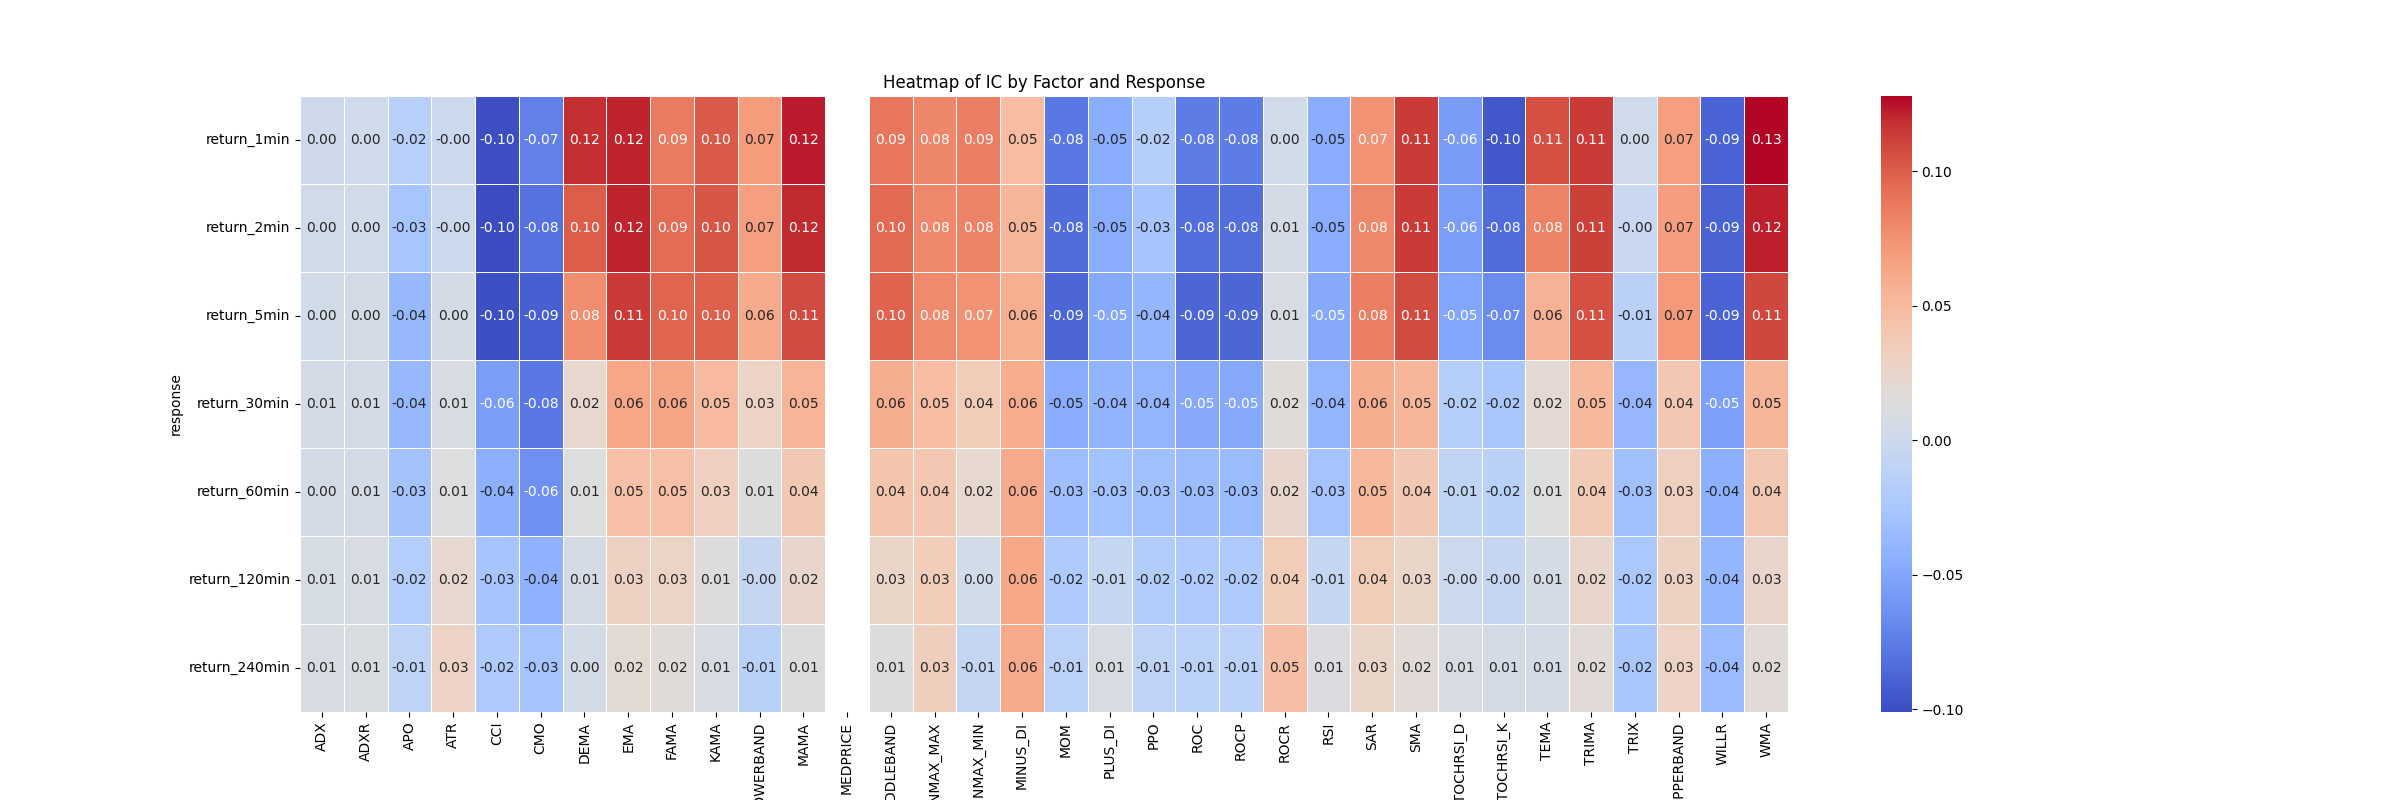 Heatmap of IC by Factor and Response
response
return_1min 0.00 0.00 -0.02 -0.00 -0.10 -0.07 0.12 0.12 0.09 0.10 0.07 0.12 0.09 0.08 0.09 0.05 -0.08 -0.05 -0.02 -0.08 -0.08 0.00 -0.05 0.07 0.11 -0.06 -0.10 0.11 0.11 0.00 0.07 -0.09 0.13
return_2min 0.00 0.00 -0.03 -0.00 -0.10 -0.08 0.10 0.12 0.09 0.10 0.07 0.12 0.10 0.08 0.08 0.05 -0.08 -0.05 -0.03 -0.08 -0.08 0.01 -0.05 0.08 0.11 -0.06 -0.08 0.08 0.11 -0.00 0.07 -0.09 0.12
return_5min 0.00 0.00 -0.04 0.00 -0.10 -0.09 0.08 0.11 0.10 0.10 0.06 0.11 0.10 0.08 0.07 0.06 -0.09 -0.05 -0.04 -0.09 -0.09 0.01 -0.05 0.08 0.11 -0.05 -0.07 0.06 0.11 -0.01 0.07 -0.09 0.11
return_30min 0.01 0.01 -0.04 0.01 -0.06 -0.08 0.02 0.06 0.06 0.05 0.03 0.05 0.06 0.05 0.04 0.06 -0.05 -0.04 -0.04 -0.05 -0.05 0.02 -0.04 0.06 0.05 -0.02 -0.02 0.02 0.05 -0.04 0.04 -0.05 0.05
return_60min 0.00 0.01 -0.03 0.01 -0.04 -0.06 0.01 0.05 0.05 0.03 0.01 0.04 0.04 0.04 0.02 0.06 -0.03 -0.03 -0.03 -0.03 -0.03 0.02 -0.03 0.05 0.04 -0.01 -0.02 0.01 0.04 -0.03 0.03 -0.04 0.04
return_120min 0.01 0.01 -0.02 0.02 -0.03 -0.04 0.01 0.03 0.03 0.01 -0.00 0.02 0.03 0.03 0.00 0.06 -0.02 -0.01 -0.02 -0.02 -0.02 0.04 -0.01 0.04 0.03 -0.00 -0.00 0.01 0.02 -0.02 0.03 -0.04 0.03
return_240min 0.01 0.01 -0.01 0.03 -0.02 -0.03 0.00 0.02 0.02 0.01 -0.01 0.01 0.01 0.03 -0.01 0.06 -0.01 0.01 -0.01 -0.01 -0.01 0.05 0.01 0.03 0.02 0.01 0.01 0.01 0.02 -0.02 0.03 -0.04 0.02
ADX
ADXR
APO
ATR
CCI
CMO
DEMA
EMA
FAMA
KAMA
OWERBAND
MAMA
MEDPRICE
DDLEBAND
NMAX_MAX
NMAX_MIN
MINUS_DI
MOM
PLUS_DI
PPO
ROC
ROCP
ROCR
RSI
SAR
SMA
TOCHRSI_D
TOCHRSI_K
TEMA
TRIMA
TRIX
PPERBAND
WILLR
WMA
0.10
0.05
0.00
−0.05
−0.10